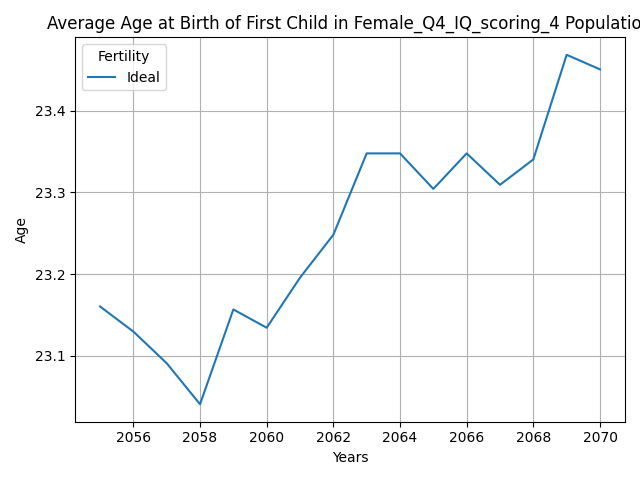 Average Age at Birth of First Child in Female_Q4_IQ_scoring_4 Populatio
Fertility
Ideal
23.4
23.3
23.2
23.1
Age
2056 2058 2060 2062 2064 2066 2068 2070
Years